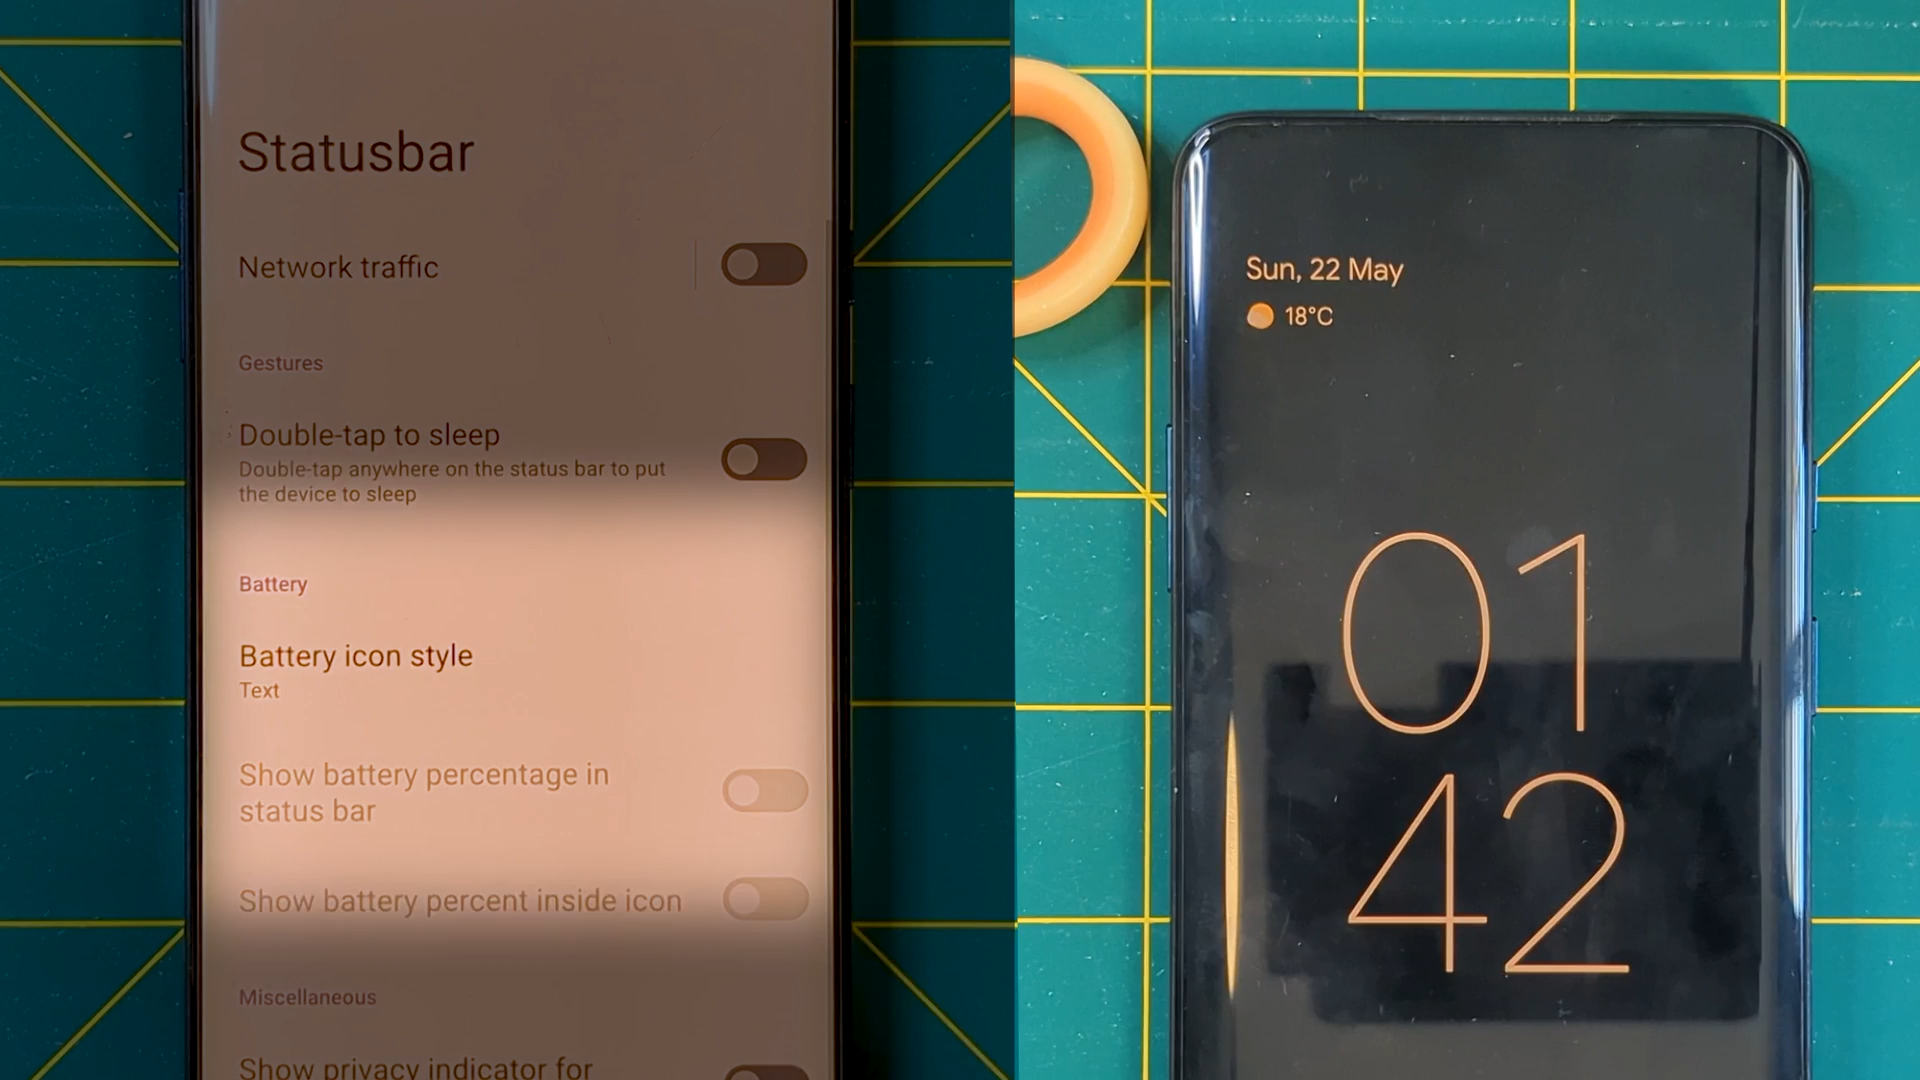 Statusbar
Network traffic
Gestures
Double-tap to sleep
Double-tap anywhere on the status bar to put
the device to sleep
Battery
Battery icon style
Text
Show battery percentage in
status bar
Show battery percent inside icon
Miscellaneous
Show privacy indicator for
Sun, 22 May
18°C
01
42